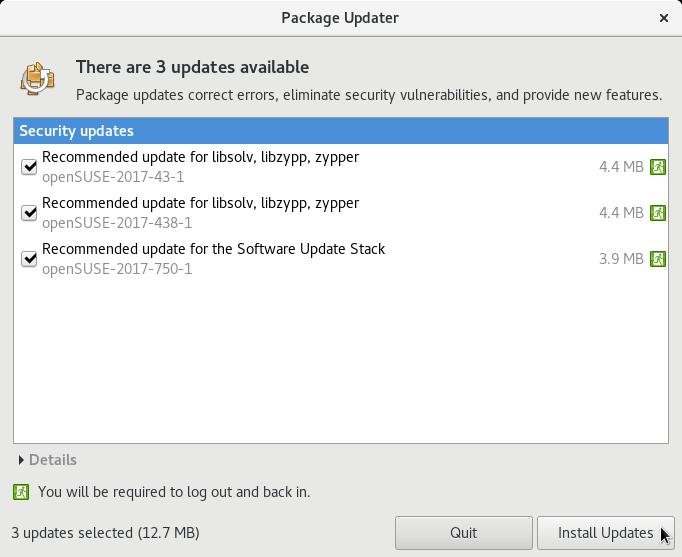 Package Updater
There are 3 updates available
Package updates correct errors, eliminate security vulnerabilities, and provide new features.
Security updates
Recommended update for libsolv, libzypp, zypper
openSUSE-2017-43-1
4.4 MB
Recommended update for libsolv, libzypp, zypper
openSUSE-2017-438-1
4.4 MB
Recommended update for the Software Update Stack
openSUSE-2017-750-1
3.9 MB
Details
You will be required to log out and back in.
3 updates selected (12.7 MB)
Quit
Install Updates